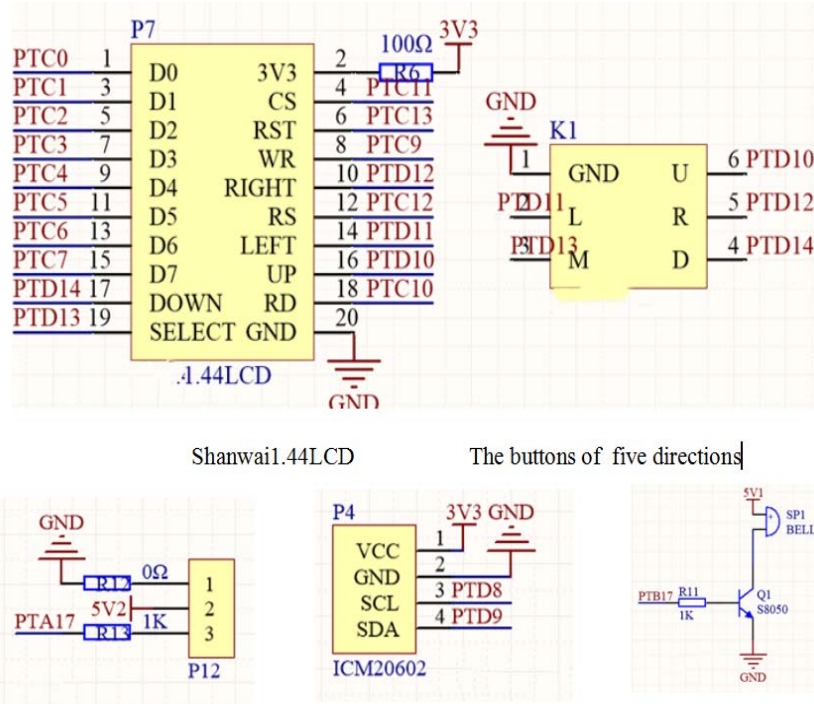 P7
3V3
100Ω
R6
PTC0 1 D0 3V3 2
PTC1 3 D1 CS 4 PTC11
PTC2 5 D2 RST 6 PTC13
PTC3 7 D3 WR 8 PTC9
PTC4 9 D4 RIGHT 10 PTD12
PTC5 11 D5 RS 12 PTC12
PTC6 13 D6 LEFT 14 PTD11
PTC7 15 D7 UP 16 PTD10
PTD14 17 DOWN RD 18 PTC10
PTD13 19 SELECT GND 20
.1.44LCD
GND
GND
K1
1 GND U 6 PTD10
PTD11 2 L R 5 PTD12
PTD13 3 M D 4 PTD14
Shanwai1.44LCD
The buttons of five directions
GND
R12 0Ω 1
5V2 2
PTA17 R13 1K 3
P12
P4
3V3 GND
VCC 1
GND 2
SCL 3 PTD8
SDA 4 PTD9
ICM20602
5V1
SP1
BELL
PTB17 R11
1K
Q1
S8050
GND